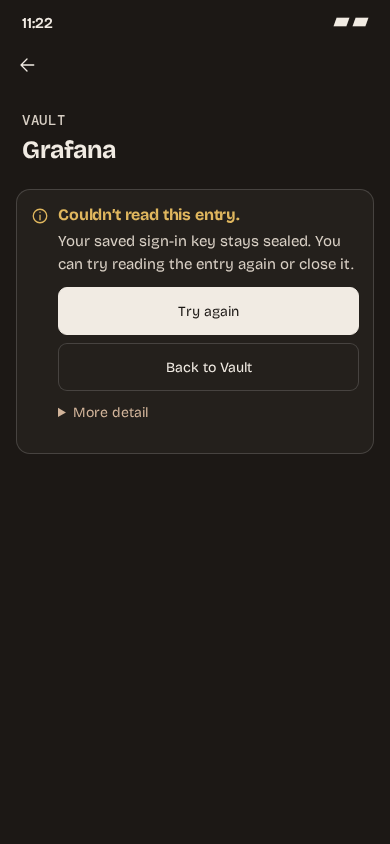 11:22
VAULT
Grafana
Couldn't read this entry.
Your saved sign-in key stays sealed. You
can try reading the entry again or close it.
Try again
Back to Vault
More detail